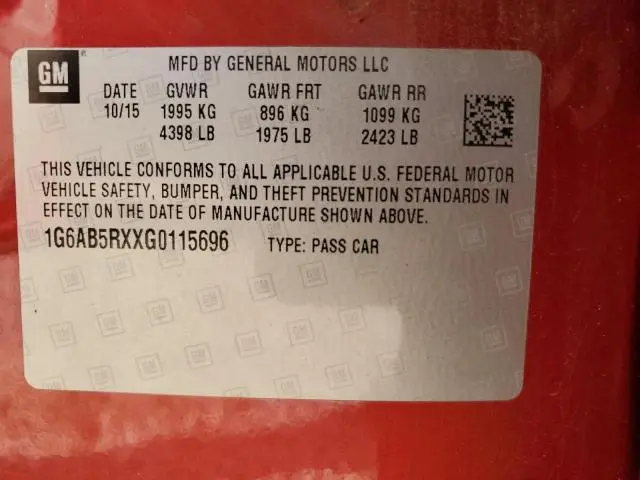 GM
MFD BY GENERAL MOTORS LLC
DATE GVWR GAWR FRT GAWR RR
10/15 1995 KG 896 KG 1099 KG
4398 LB 1975 LB 2423 LB
THIS VEHICLE CONFORMS TO ALL APPLICABLE U.S. FEDERAL MOTOR
VEHICLE SAFETY, BUMPER, AND THEFT PREVENTION STANDARDS IN
EFFECT ON THE DATE OF MANUFACTURE SHOWN ABOVE.
1G6AB5RXXG0115696 TYPE: PASS CAR